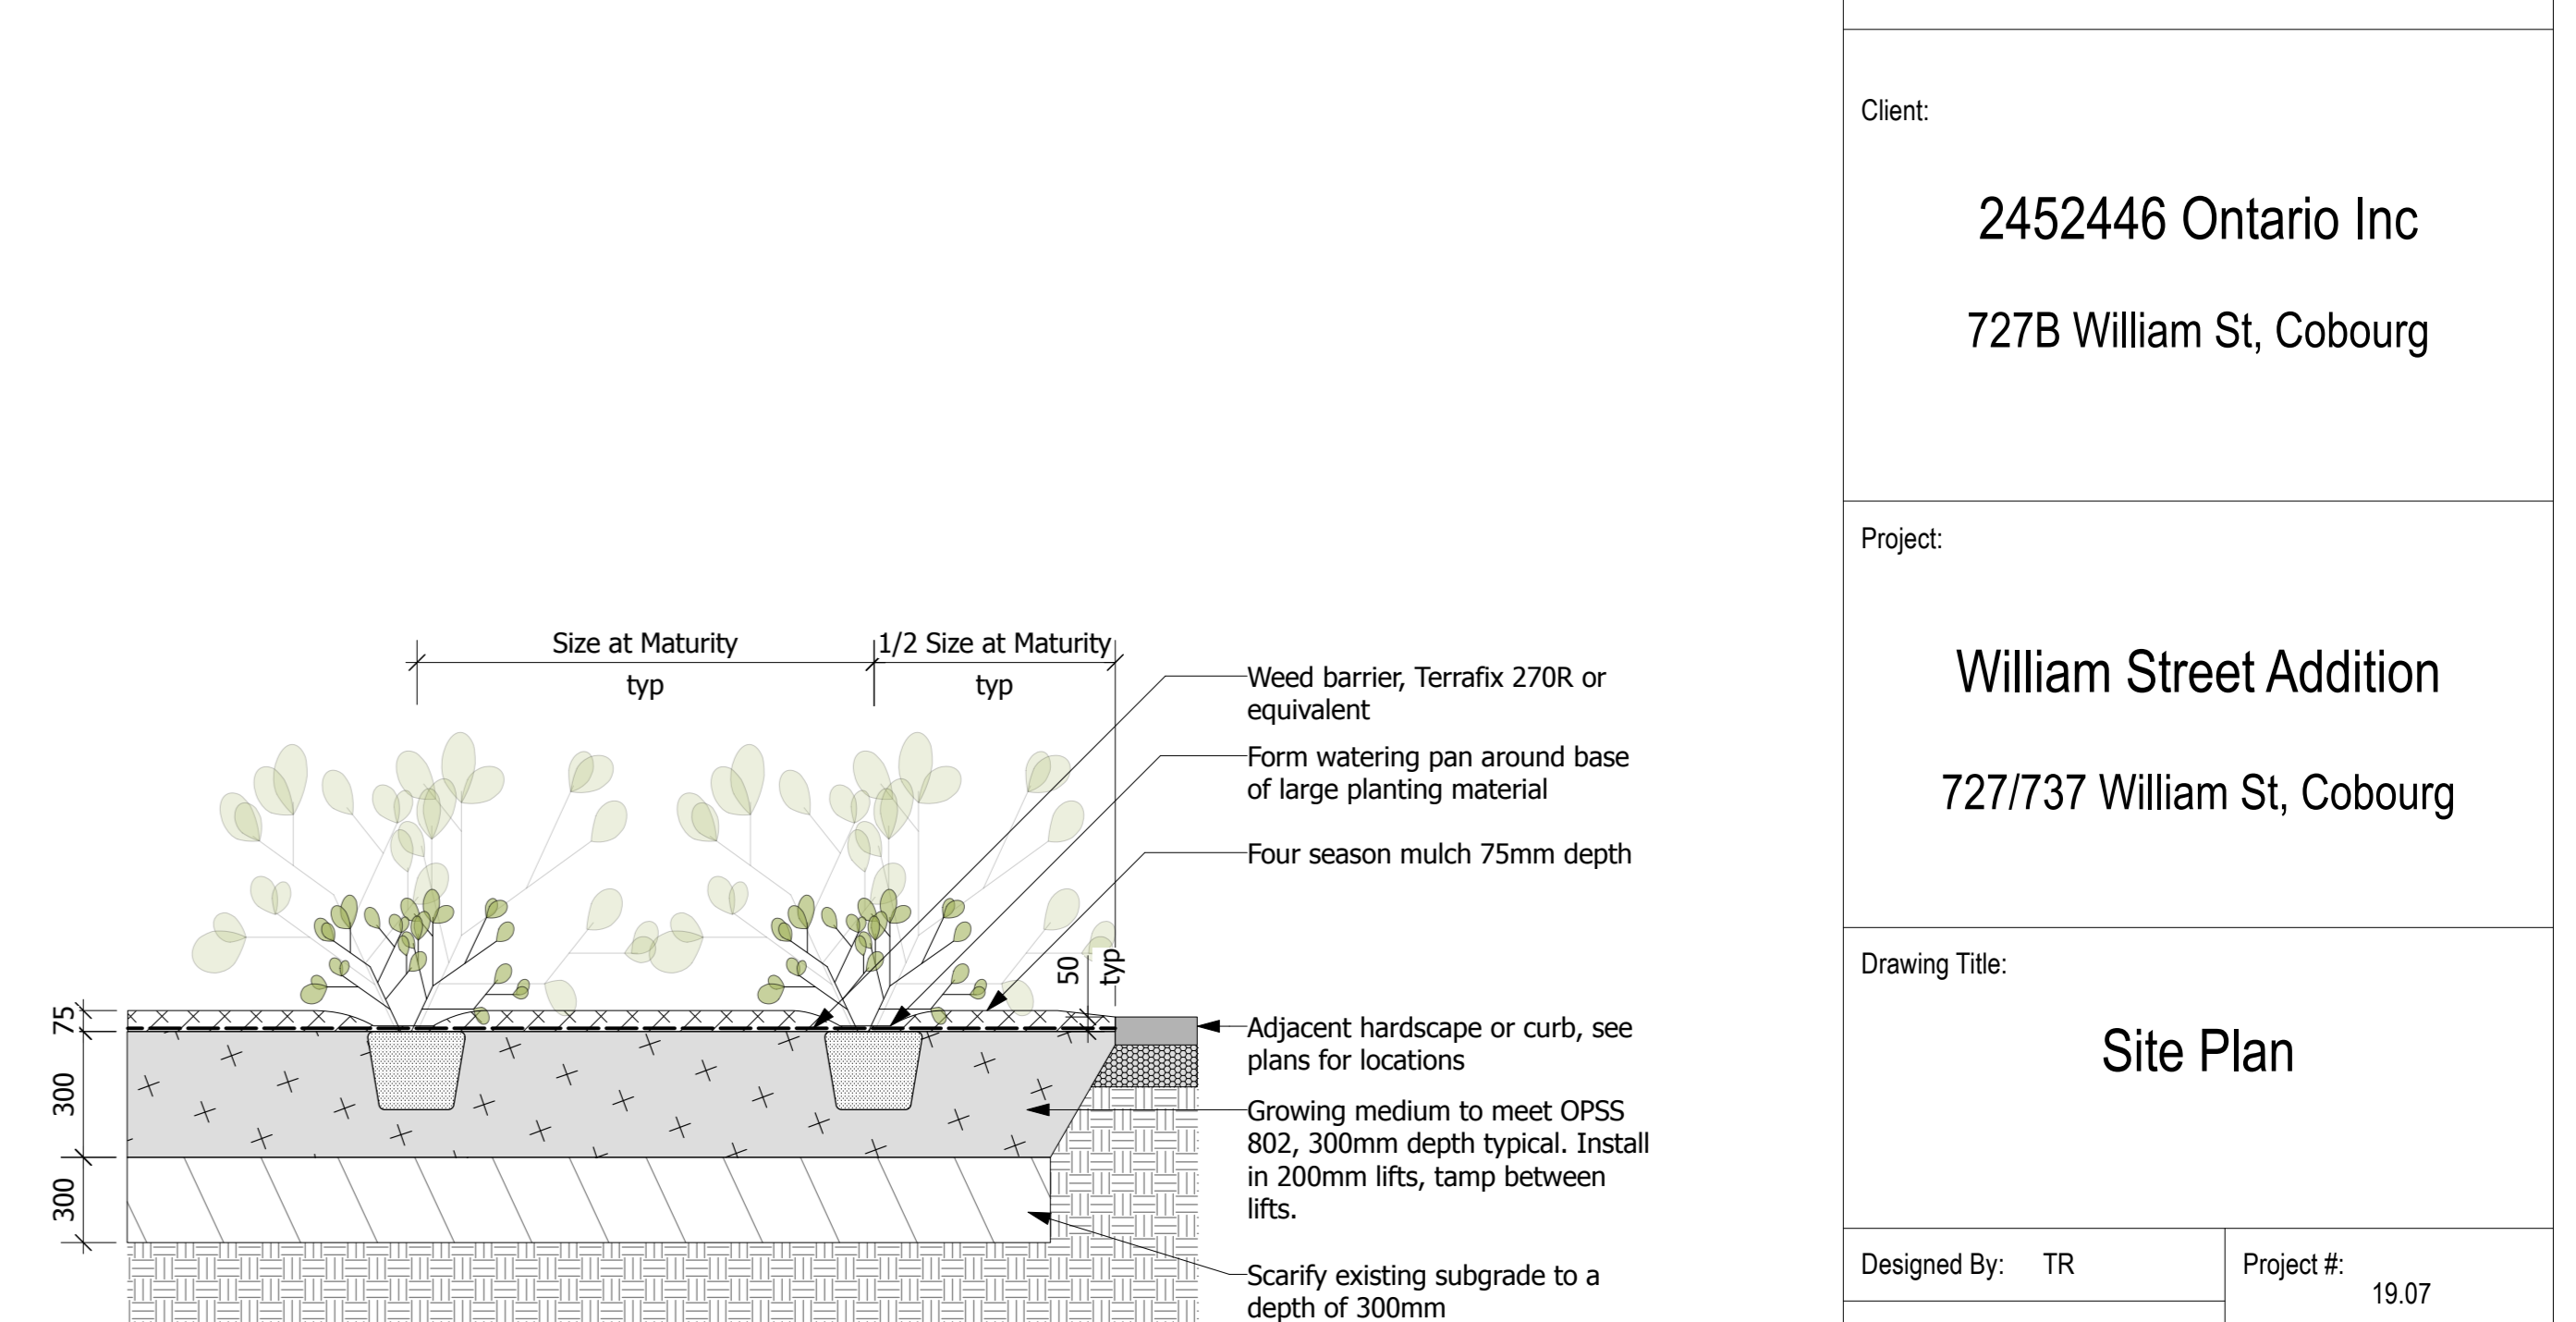 Size at Maturity
typ
1/2 Size at Maturity
typ
Weed barrier, Terrafix 270R or
equivalent
Form watering pan around base
of large planting material
Four season mulch 75mm depth
50
typ
75
300
300
Adjacent hardscape or curb, see
plans for locations
Growing medium to meet OPSS
802, 300mm depth typical. Install
in 200mm lifts, tamp between
lifts.
Scarify existing subgrade to a
depth of 300mm
Client:
2452446 Ontario Inc
727B William St, Cobourg
Project:
William Street Addition
727/737 William St, Cobourg
Drawing Title:
Site Plan
Designed By: TR
Project #:
19.07